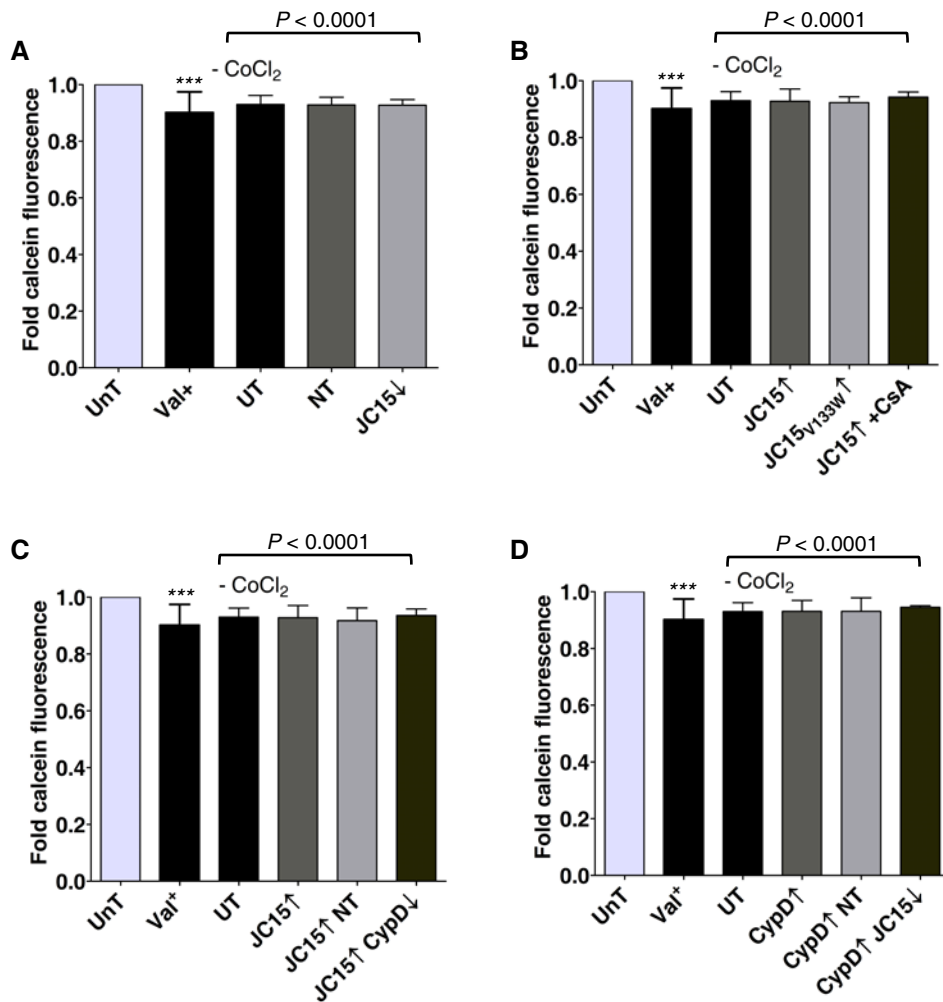 A
P < 0.0001
- CoCl2
***
Fold calcein fluorescence
1.0
0.8
0.6
0.4
0.2
0.0
UnT
Val+
UT
NT
JC15↓
B
P < 0.0001
- CoCl2
***
Fold calcein fluorescence
1.0
0.8
0.6
0.4
0.2
0.0
UnT
Val+
UT
JC15↑
JC15V133W↑
JC15↑ +CsA
C
P < 0.0001
- CoCl2
***
Fold calcein fluorescence
1.0
0.8
0.6
0.4
0.2
0.0
UnT
Val+
UT
JC15↑
JC15↑ NT
JC15↑ CypD↓
D
P < 0.0001
- CoCl2
***
Fold calcein fluorescence
1.0
0.8
0.6
0.4
0.2
0.0
UnT
Val+
UT
CypD↑
CypD↑ NT
CypD↑ JC15↓